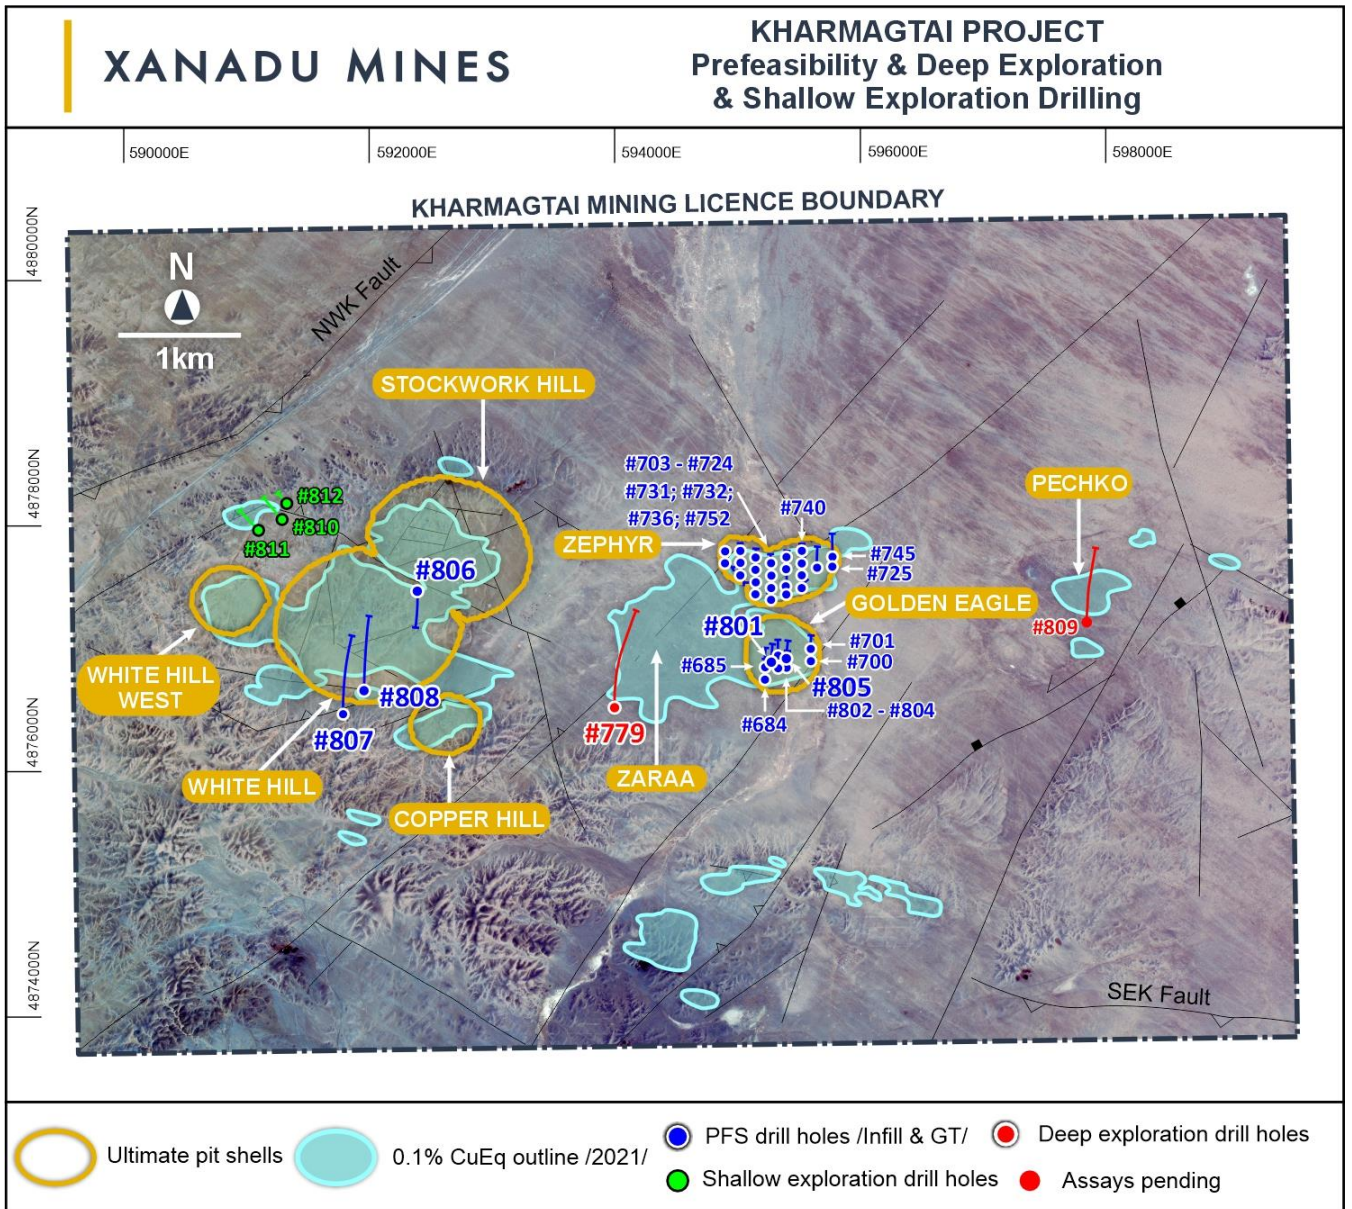 XANADU MINES
KHARMAGTAI PROJECT
Prefeasibility & Deep Exploration
& Shallow Exploration Drilling
590000E
592000E
594000E
596000E
598000E
KHARMAGTAI MINING LICENCE BOUNDARY
4880000N
4878000N
4876000N
4874000N
N
1km
NWK Fault
STOCKWORK HILL
#703 - #724
#731; #732;
#736; #752
#740
PECHKO
#812
#810
#811
ZEPHYR
#745
#725
#806
GOLDEN EAGLE
#801
#809
#701
#700
#685
WHITE HILL
WEST
#808
#805
#802 - #804
#684
#807
#779
WHITE HILL
ZARAA
COPPER HILL
SEK Fault
Ultimate pit shells
0.1% CuEq outline /2021/
PFS drill holes /Infill & GT/
Deep exploration drill holes
Shallow exploration drill holes
Assays pending